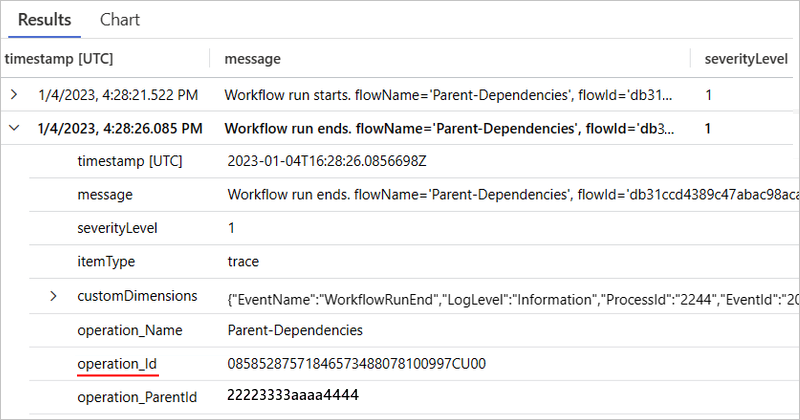 Results Chart
timestamp [UTC] message severityLevel
1/4/2023, 4:28:21.522 PM Workflow run starts. flowName='Parent-Dependencies', flowId='db31... 1
1/4/2023, 4:28:26.085 PM Workflow run ends. flowName='Parent-Dependencies', flowId='db3... 1
timestamp [UTC] 2023-01-04T16:28:26.0856698Z
message Workflow run ends. flowName='Parent-Dependencies', flowId='db31ccd4389c47abac98aca
severityLevel 1
itemType trace
customDimensions {"EventName":"WorkflowRunEnd","LogLevel":"Information","ProcessId":"2244","EventId":"20
operation_Name Parent-Dependencies
operation_Id 08585287571846573488078100997CU00
operation_ParentId 22223333aaaa4444